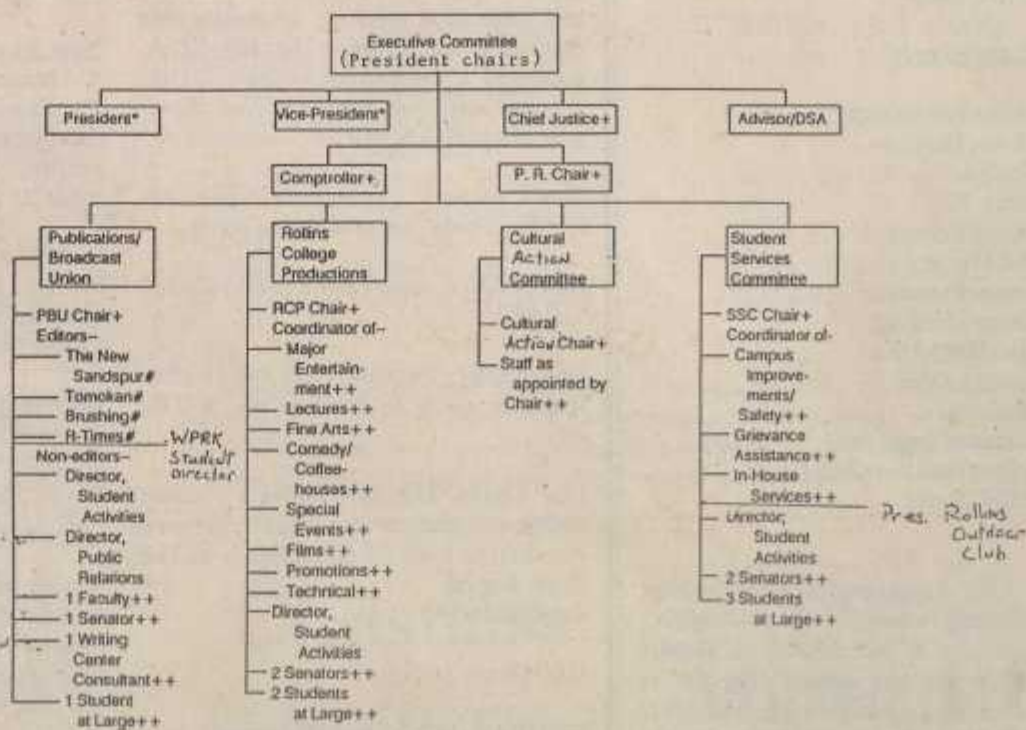 Executive Committee
(President chairs)
President*
Vice-President*
Chief Justice+
Advisor/DSA
Comptroller+
P. R. Chair+
Publications/
Broadcast
Union
PBU Chair+
Editors–
The New
Sandspur#
Tomokan#
Brushing#
R-Times#
WPRK
Student
Director
Non-editors–
Director,
Student
Activities
Director,
Public
Relations
1 Faculty++
1 Senator++
1 Writing
Center
Consultant++
1 Student
at Large++
Rollins
College
Productions
RCP Chair+
Coordinator of–
Major
Entertain-
ment++
Lectures++
Fine Arts++
Comedy/
Coffee-
houses++
Special
Events++
Films++
Promotions++
Technical++
Director,
Student
Activities
2 Senators++
2 Students
at Large++
Cultural
Action
Committee
Cultural
Action Chair+
Staff as
appointed by
Chair++
Student
Services
Committee
SSC Chair+
Coordinator of-
Campus
Improve-
ments/
Safety++
Grievance
Assistance++
In-House
Services++
Pres. Rollins
Outdoor
Club
Director,
Student
Activities
2 Senators++
3 Students
at Large++